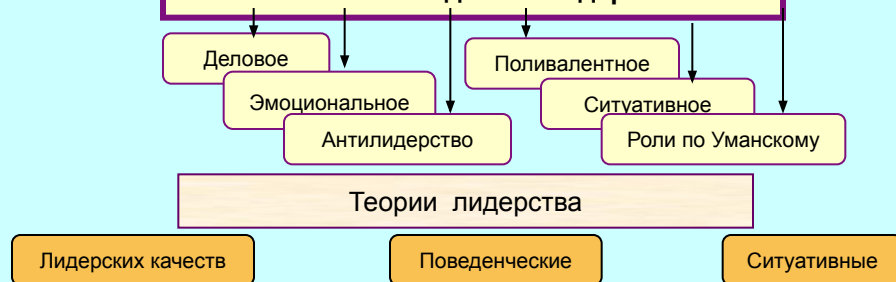 Деловое
Поливалентное
Эмоциональное
Ситуативное
Антилидерство
Роли по Уманскому
Теории лидерства
Лидерских качеств
Поведенческие
Ситуативные